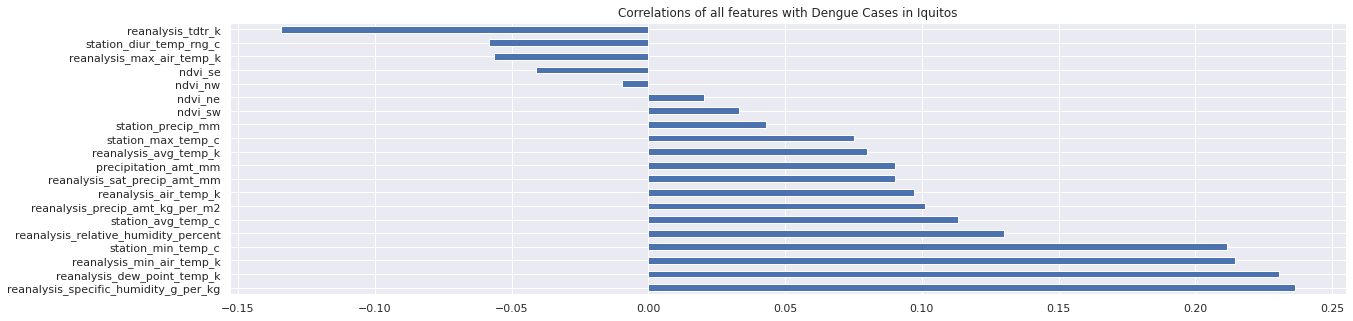 Correlations of all features with Dengue Cases in Iquitos
reanalysis_tdtr_k
station_diur_temp_rng_c
reanalysis_max_air_temp_k
ndvi_se
ndvi_nw
ndvi_ne
ndvi_sw
station_precip_mm
station_max_temp_c
reanalysis_avg_temp_k
precipitation_amt_mm
reanalysis_sat_precip_amt_mm
reanalysis_air_temp_k
reanalysis_precip_amt_kg_per_m2
station_avg_temp_c
reanalysis_relative_humidity_percent
station_min_temp_c
reanalysis_min_air_temp_k
reanalysis_dew_point_temp_k
reanalysis_specific_humidity_g_per_kg
−0.15 −0.10 −0.05 0.00 0.05 0.10 0.15 0.20 0.25